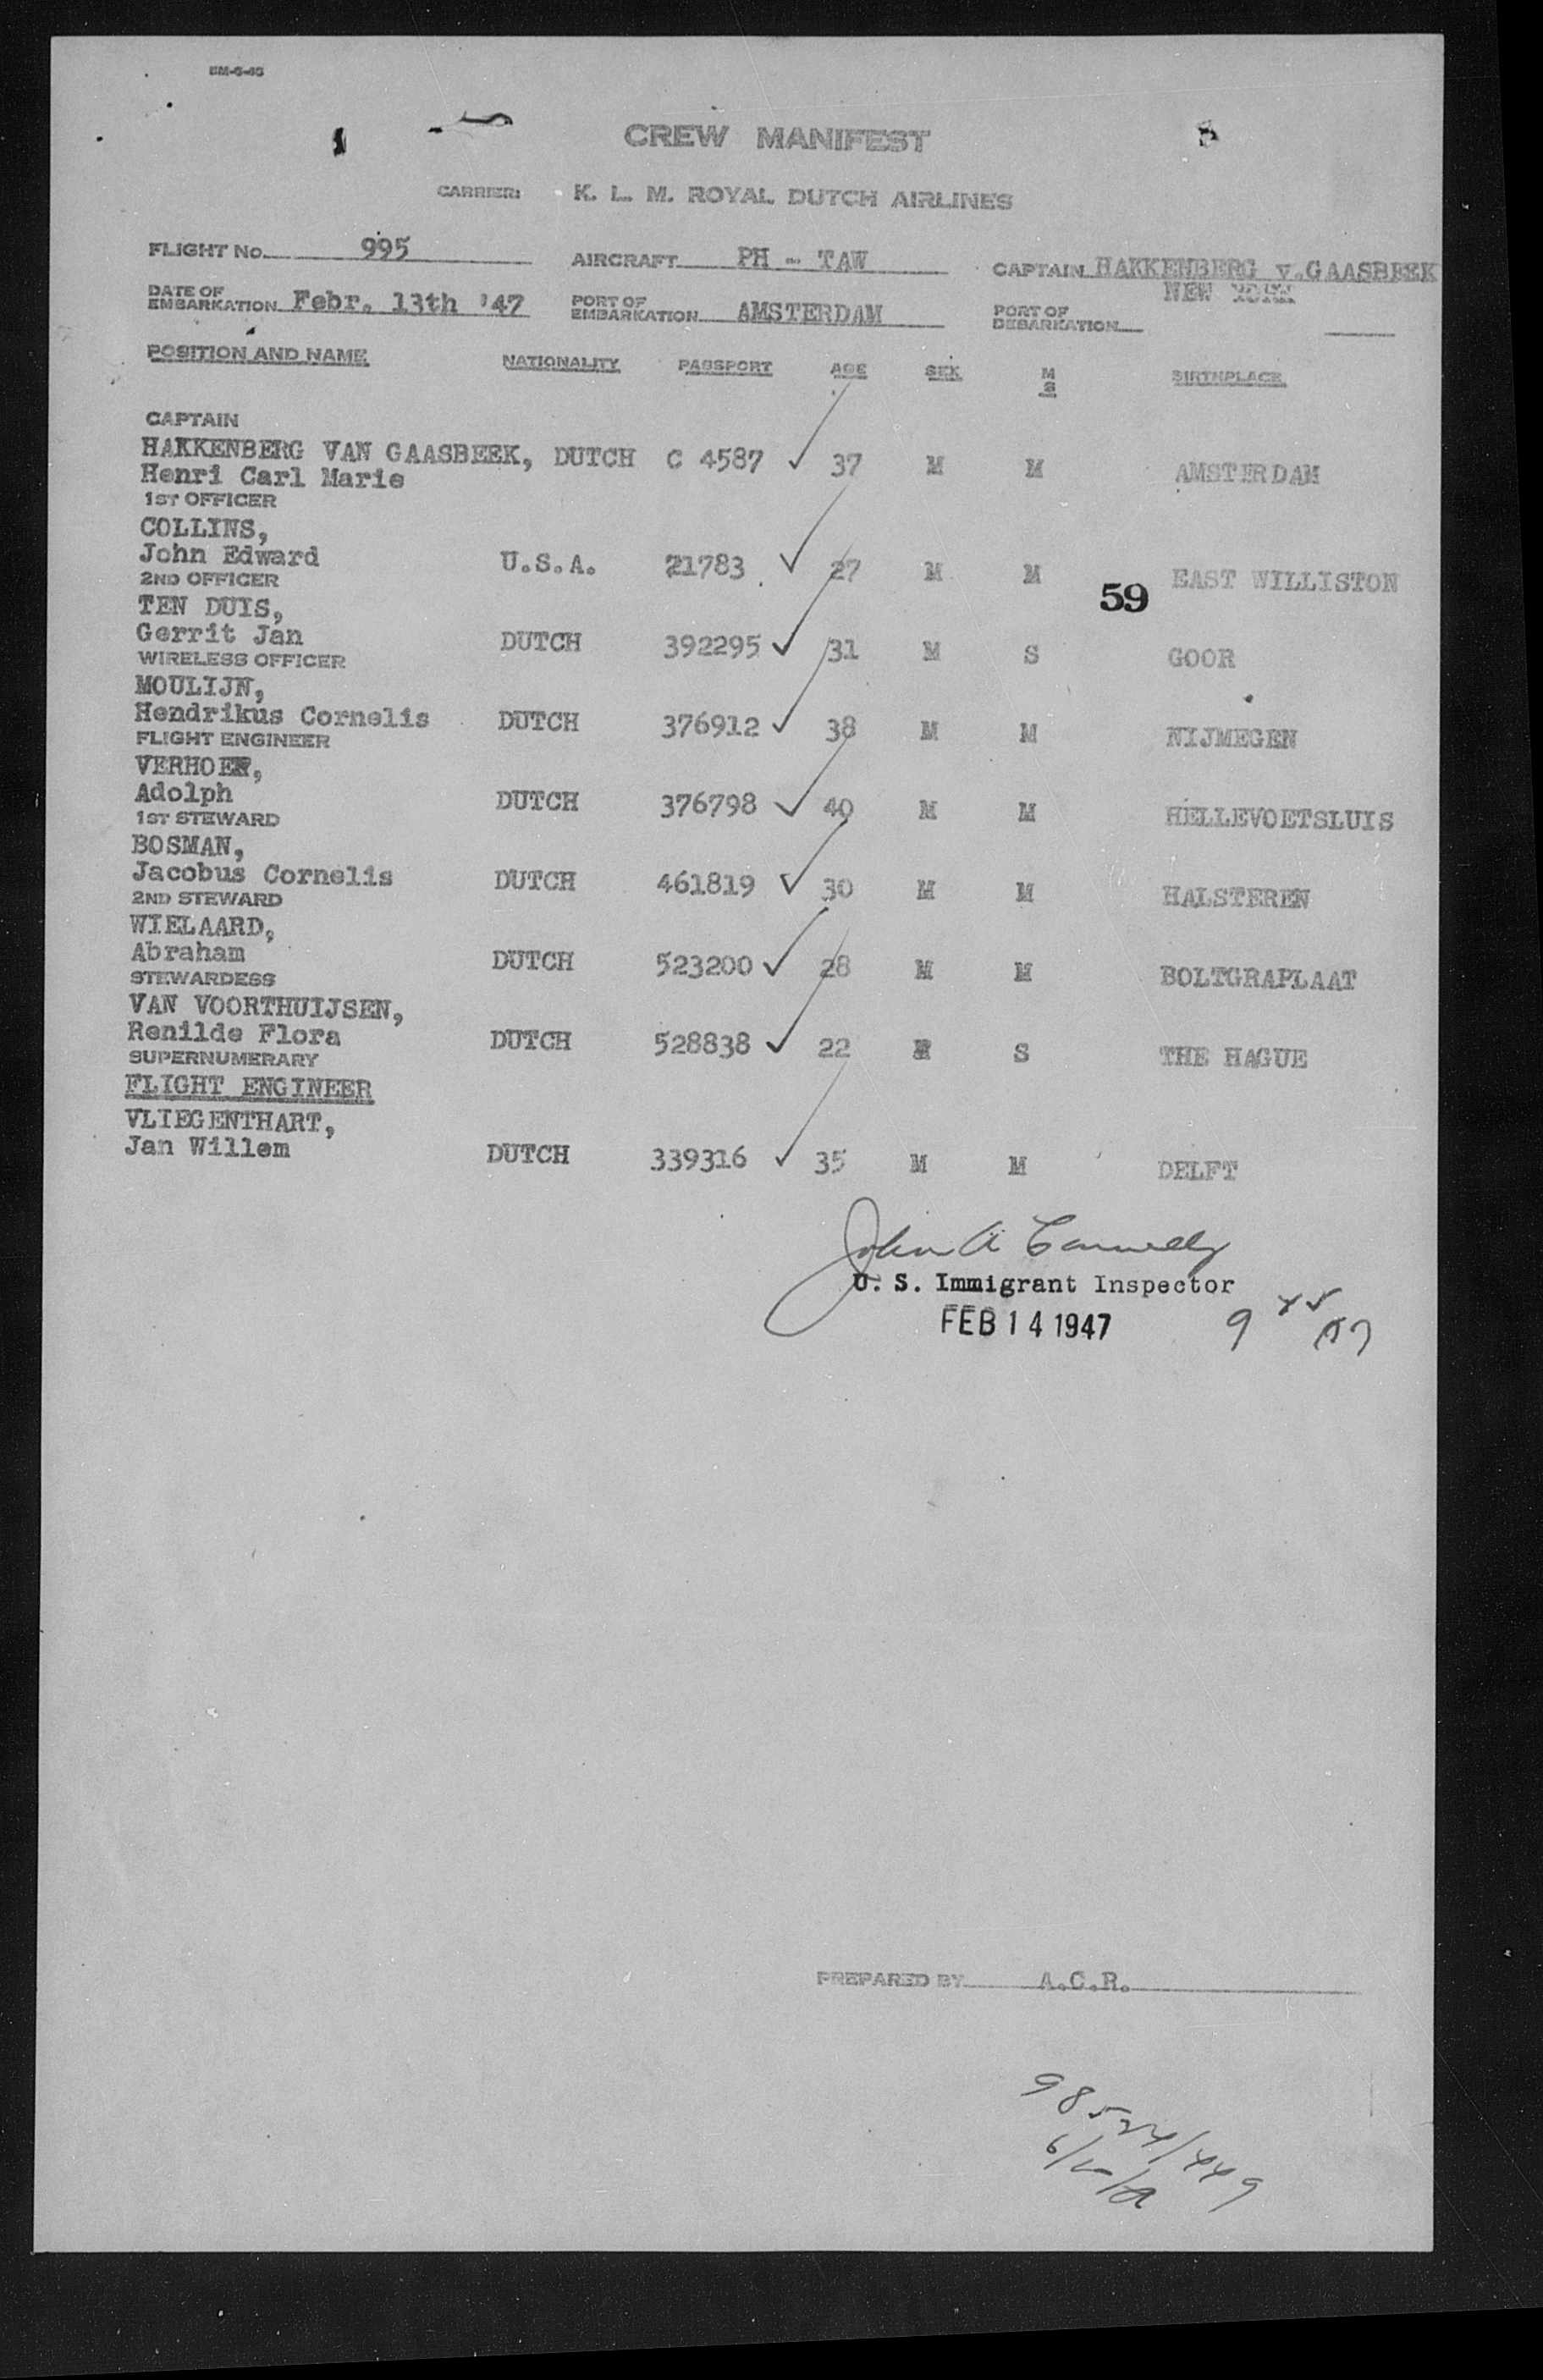 CREW MANIFEST
CARRIER: K. L. M. ROYAL DUTCH AIRLINES
FLIGHT No. 995 AIRCRAFT PH - TAW CAPTAIN HAKKENBERG v.GAASBEEK
DATE OF EMBARKATION Febr. 13th '47 PORT OF EMBARKATION AMSTERDAM PORT OF DEBARKATION NEW YORK
POSITION AND NAME NATIONALITY PASSPORT AGE SEX M S BIRTHPLACE
CAPTAIN
HAKKENBERG VAN GAASBEEK, DUTCH C 4587 37 M M AMSTERDAM
Henri Carl Marie
1ST OFFICER
COLLINS,
John Edward U.S.A. 21783 27 M M EAST WILLISTON
2ND OFFICER
59
TEN DUIS,
Gerrit Jan DUTCH 392295 31 M S GOOR
WIRELESS OFFICER
MOULIJN,
Hendrikus Cornelis DUTCH 376912 38 M M NIJMEGEN
FLIGHT ENGINEER
Adolph DUTCH 376798 40 M M HELLEVOETSLUIS
1ST STEWARD
BOSMAN,
Jacobus Cornelis DUTCH 461819 30 M M HALSTEREN
2ND STEWARD
WIELAARD,
Abraham DUTCH 523200 28 M M BOLTGRAPLAAT
STEWARDESS
VAN VOORTHUIJSEN,
Renilde Flora DUTCH 528838 22 F S THE HAGUE
SUPERNUMERARY
FLIGHT ENGINEER
VLIEGENTHART,
Jan Willem DUTCH 339316 35 M M DELFT
John A Connelly
U. S. Immigrant Inspector
FEB 14 1947
PREPARED BY A.C.R.
98524/449